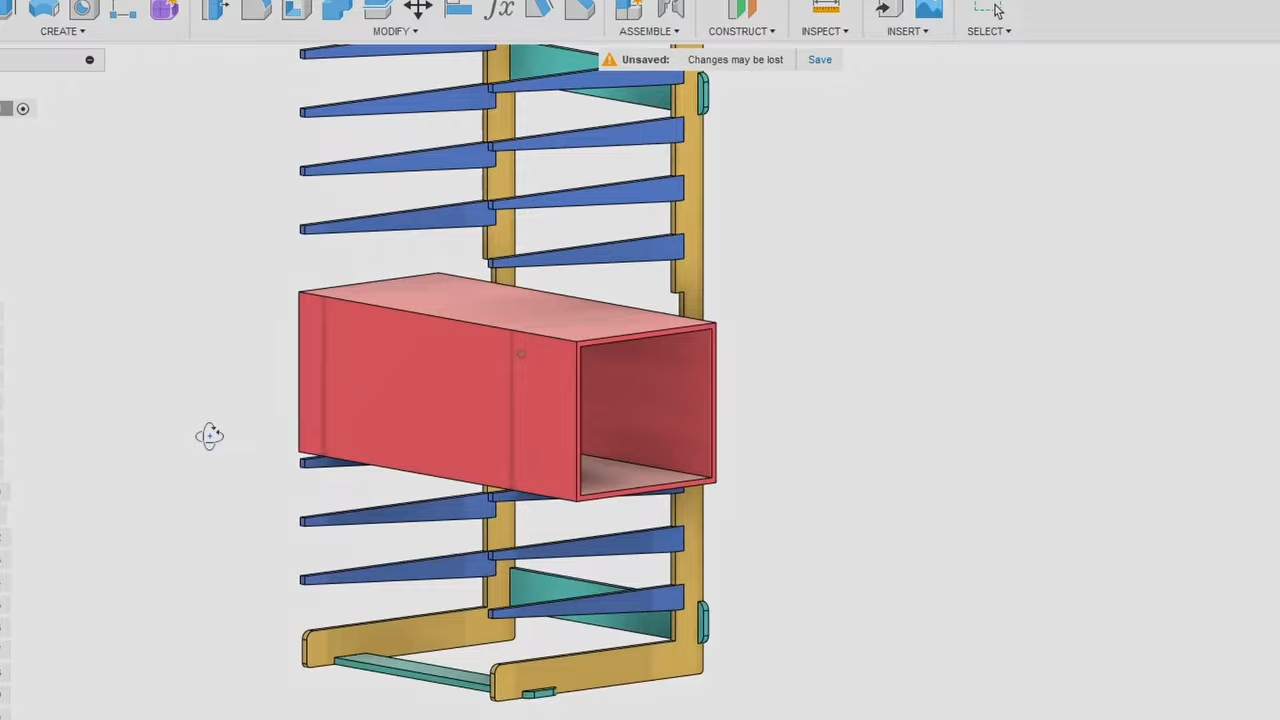 CREATE ▾
MODIFY ▾
ASSEMBLE ▾
CONSTRUCT ▾
INSPECT ▾
INSERT ▾
SELECT ▾
Unsaved: Changes may be lost Save